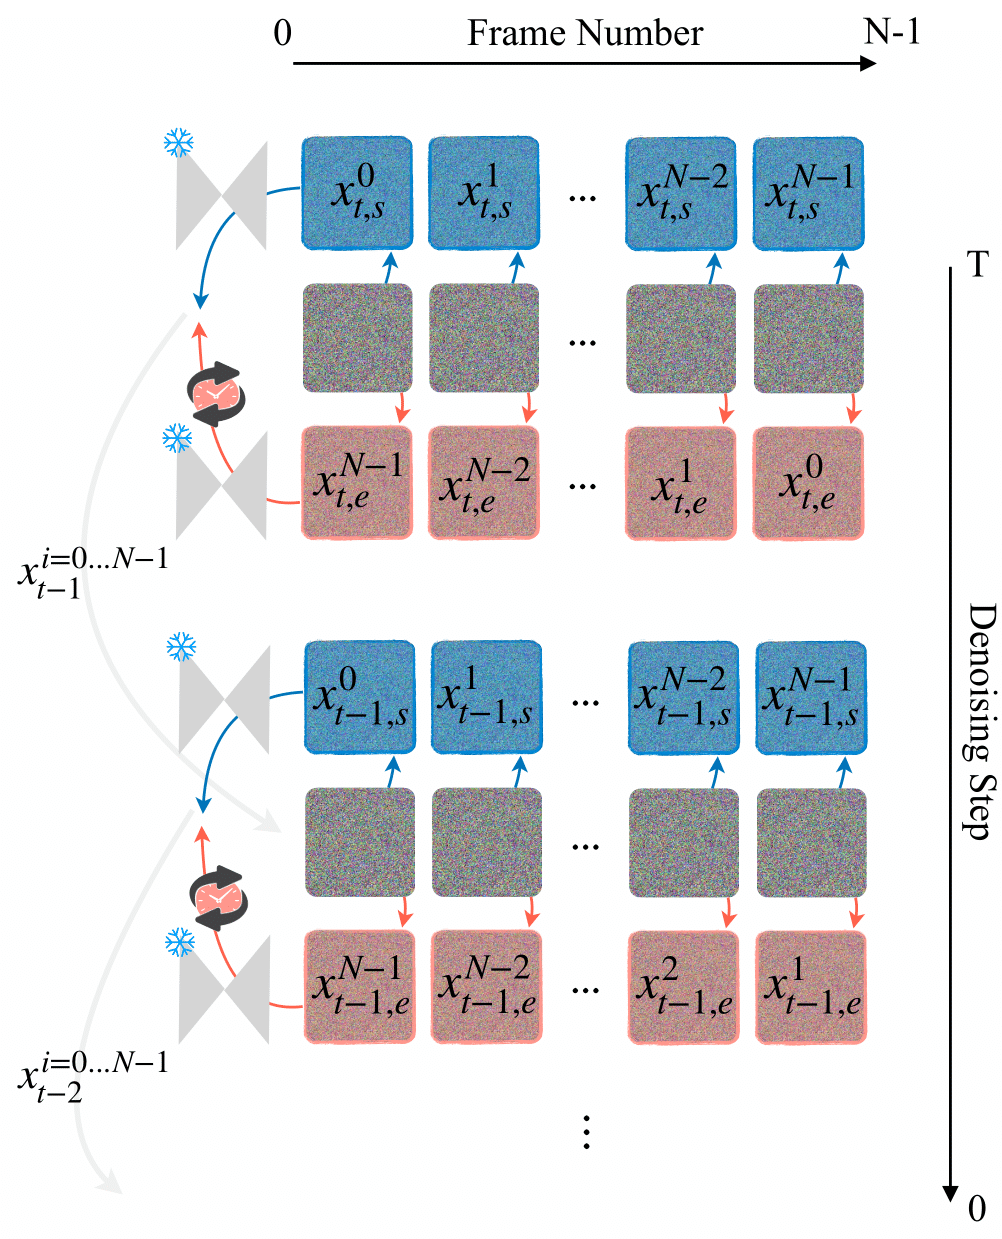 0 Frame Number N-1
x_{t,s}^{0} x_{t,s}^{1} ... x_{t,s}^{N-2} x_{t,s}^{N-1}
T
...
x_{t,e}^{N-1} x_{t,e}^{N-2} ... x_{t,e}^{1} x_{t,e}^{0}
x_{t-1}^{i=0...N-1}
Denoising Step
x_{t-1,s}^{0} x_{t-1,s}^{1} ... x_{t-1,s}^{N-2} x_{t-1,s}^{N-1}
...
x_{t-1,e}^{N-1} x_{t-1,e}^{N-2} ... x_{t-1,e}^{2} x_{t-1,e}^{1}
x_{t-2}^{i=0...N-1}
⋮
0